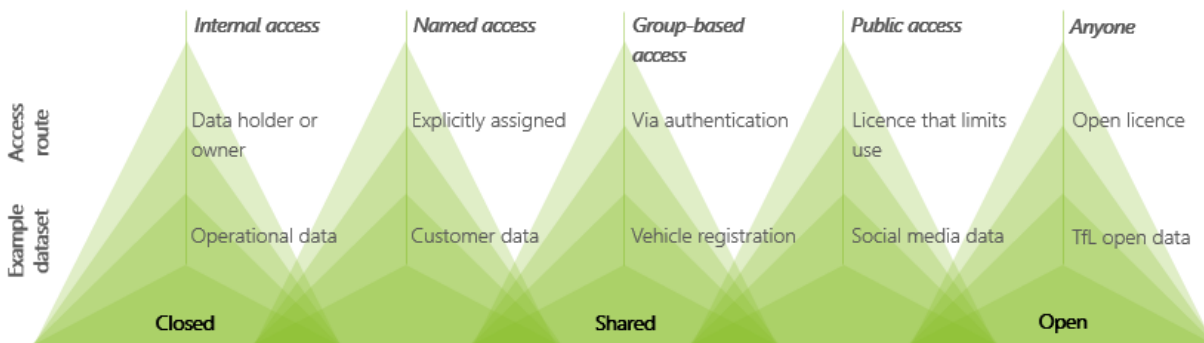 Internal access
Named access
Group-based
access
Public access
Anyone
Access
route
Data holder or
owner
Explicitly assigned
Via authentication
Licence that limits
use
Open licence
Example
dataset
Operational data
Customer data
Vehicle registration
Social media data
TfL open data
Closed
Shared
Open